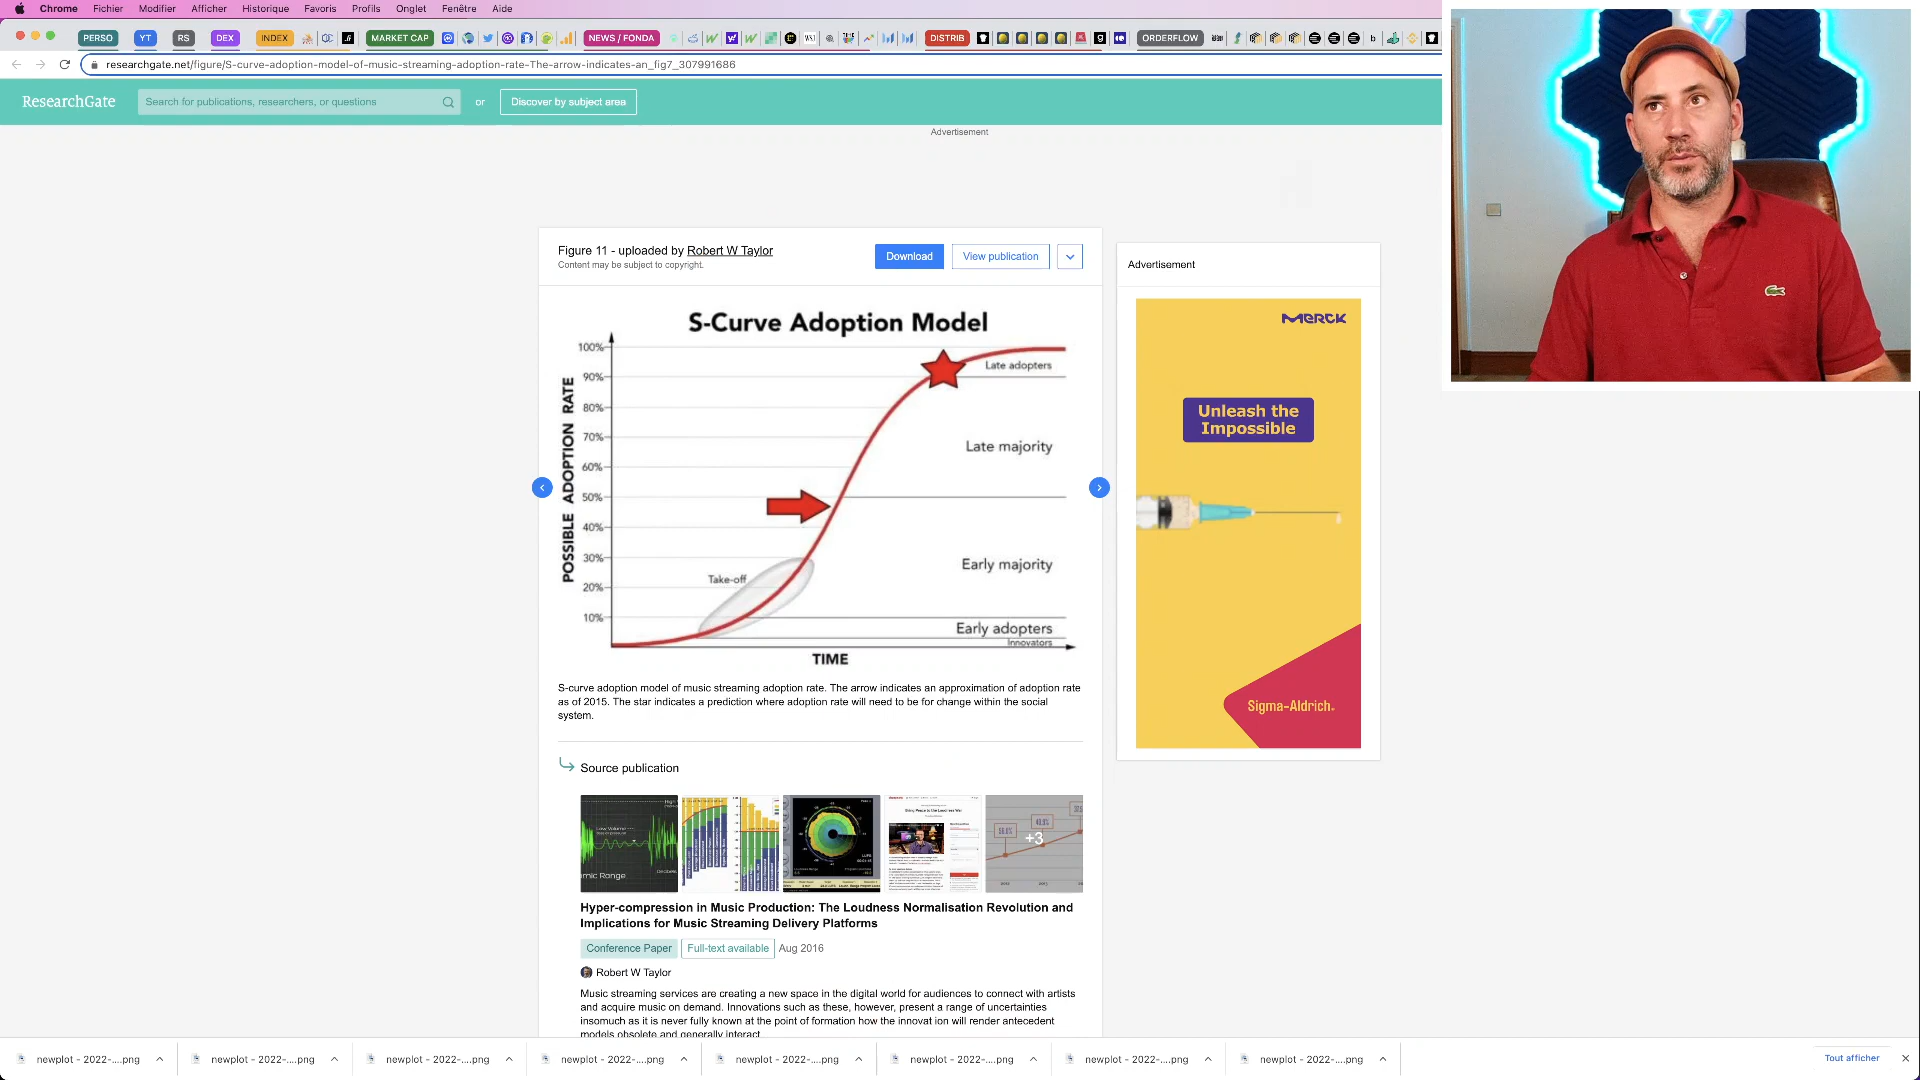 Chrome Fichier Modifier Afficher Historique Favoris Profils Onglet Fenêtre Aide
PERSO YT RS DEX INDEX MARKET CAP NEWS / FONDA DISTRIB ORDERFLOW
researchgate.net/figure/S-curve-adoption-model-of-music-streaming-adoption-rate-The-arrow-indicates-an_fig7_307991686
ResearchGate
Search for publications, researchers, or questions
or
Discover by subject area
Advertisement
Figure 11 - uploaded by Robert W Taylor
Content may be subject to copyright.
Download
View publication
Advertisement
S-Curve Adoption Model
POSSIBLE ADOPTION RATE
100%
90%
80%
70%
60%
50%
40%
30%
20%
10%
Late adopters
Late majority
Early majority
Take-off
Early adopters
Innovators
TIME
MERCK
Unleash the
Impossible
Sigma-Aldrich.
S-curve adoption model of music streaming adoption rate. The arrow indicates an approximation of adoption rate
as of 2015. The star indicates a prediction where adoption rate will need to be for change within the social
system.
Source publication
+3
Hyper-compression in Music Production: The Loudness Normalisation Revolution and
Implications for Music Streaming Delivery Platforms
Conference Paper Full-text available Aug 2016
Robert W Taylor
Music streaming services are creating a new space in the digital world for audiences to connect with artists
and acquire music on demand. Innovations such as these, however, present a range of uncertainties
insomuch as it is never fully known at the point of formation how the innovat ion will render antecedent
models obsolete and generally interact
newplot - 2022-....png newplot - 2022-....png newplot - 2022-....png newplot - 2022-....png newplot - 2022-....png newplot - 2022-....png newplot - 2022-....png newplot - 2022-....png
Tout afficher